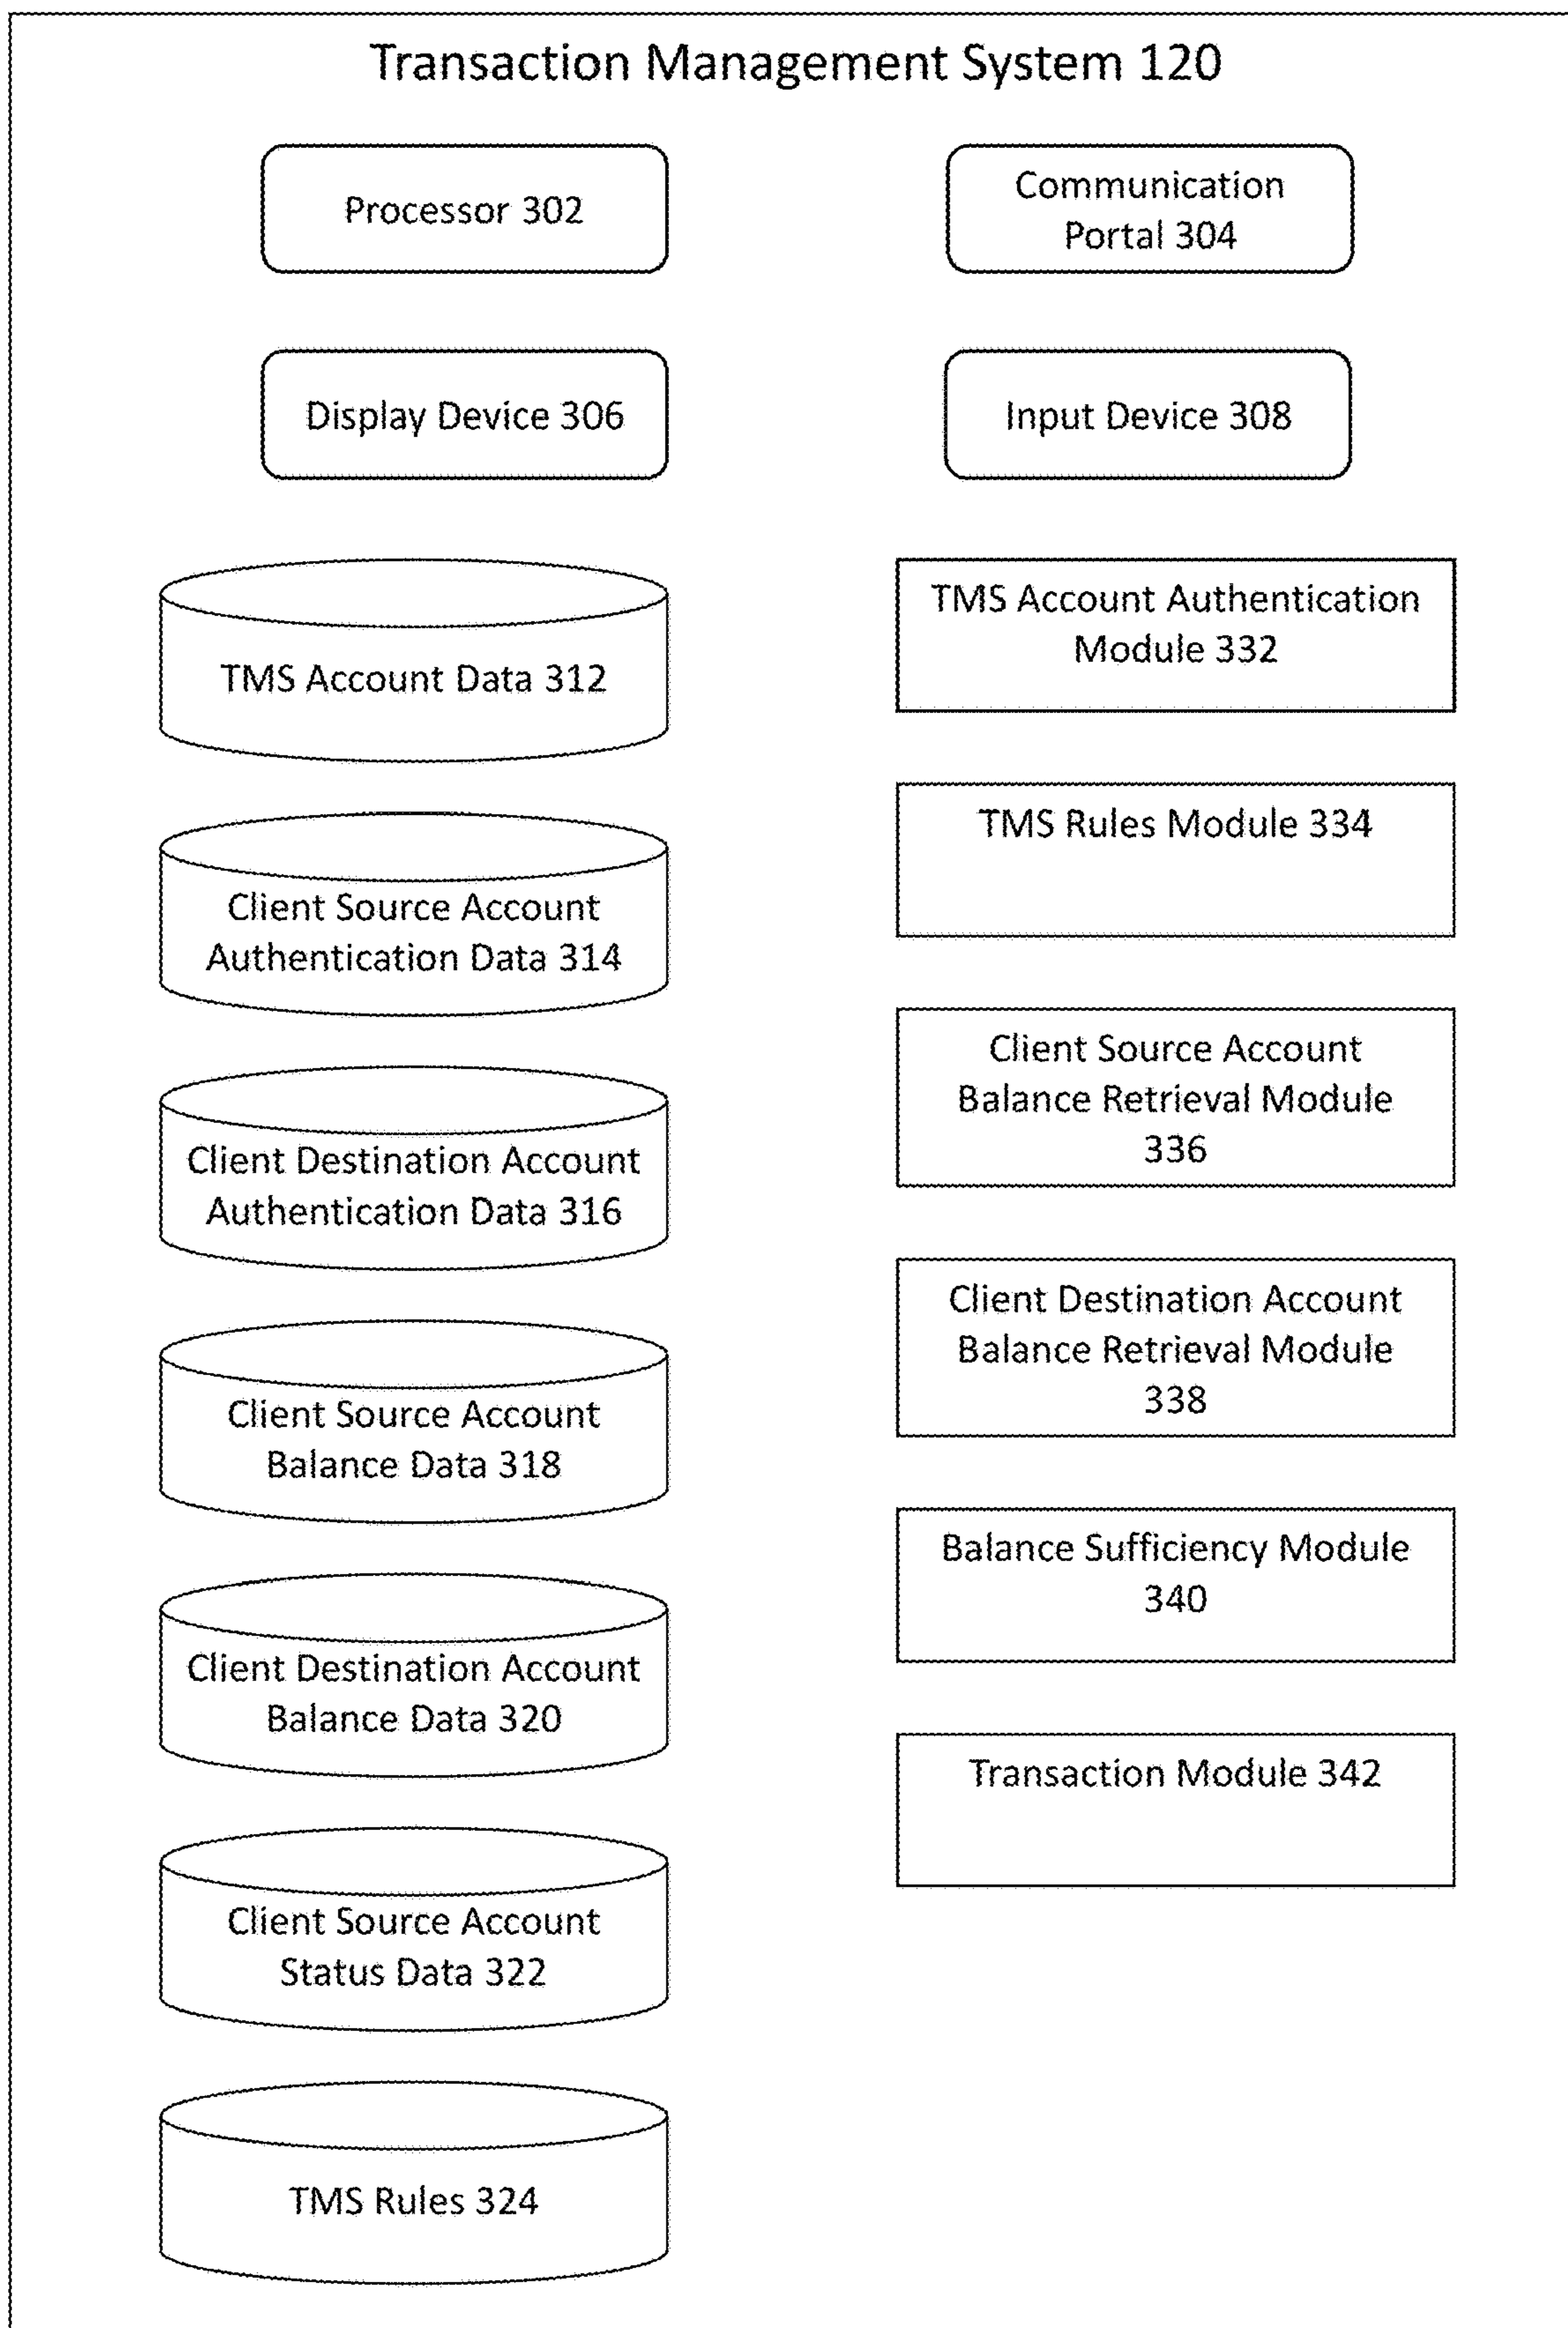 Transaction Management System 120
Processor 302
Communication
Portal 304
Display Device 306
Input Device 308
TMS Account Data 312
Client Source Account
Authentication Data 314
Client Destination Account
Authentication Data 316
Client Source Account
Balance Data 318
Client Destination Account
Balance Data 320
Client Source Account
Status Data 322
TMS Rules 324
TMS Account Authentication
Module 332
TMS Rules Module 334
Client Source Account
Balance Retrieval Module
336
Client Destination Account
Balance Retrieval Module
338
Balance Sufficiency Module
340
Transaction Module 342